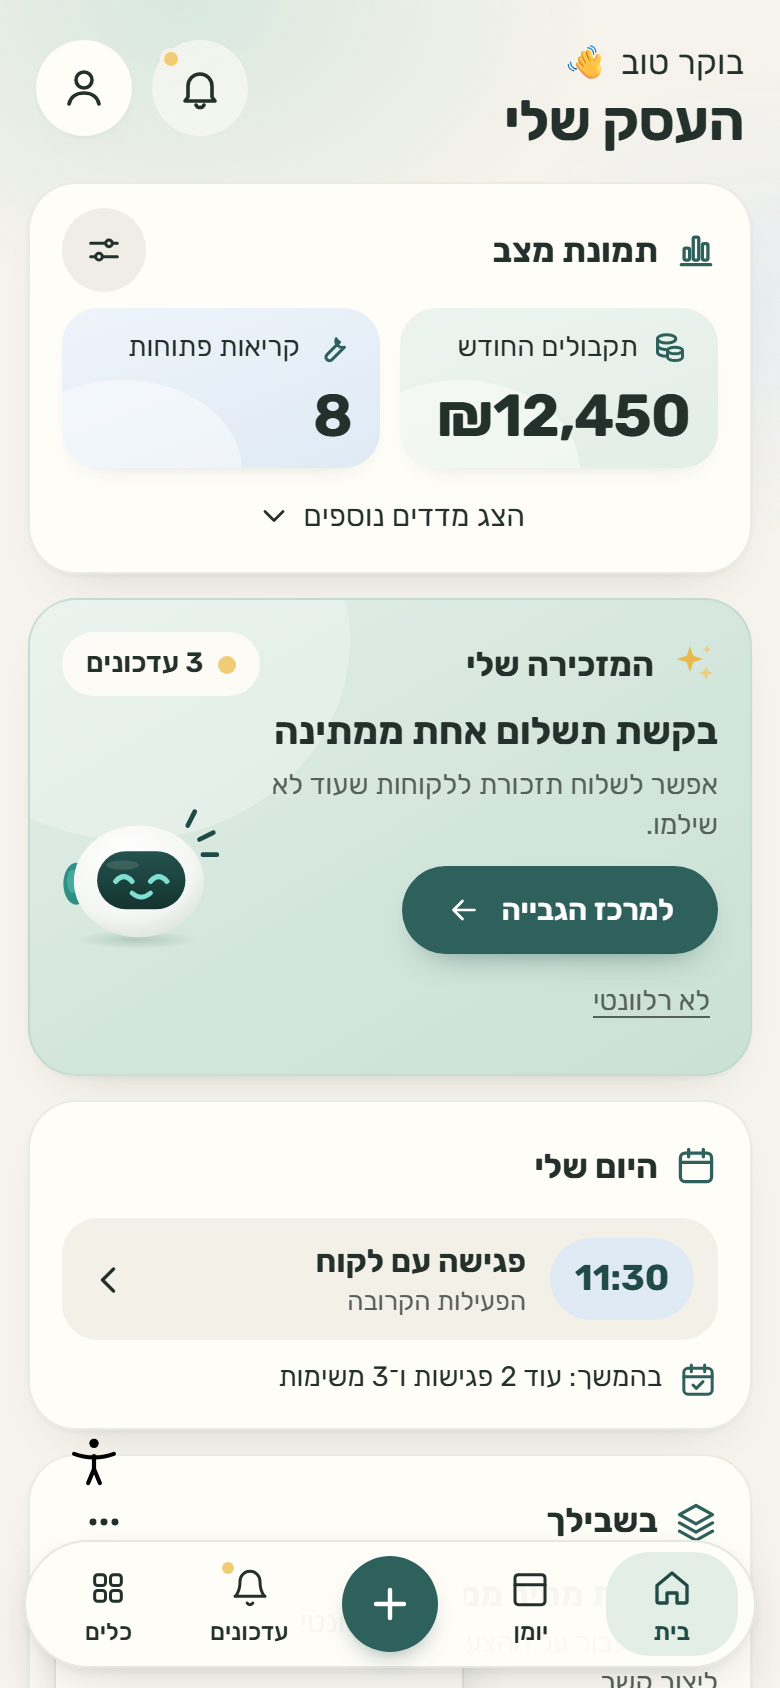 בוקר טוב 👋
העסק שלי
תמונת מצב
תקבולים החודש
₪12,450
קריאות פתוחות
8
הצג מדדים נוספים
המזכירה שלי
3 עדכונים
בקשת תשלום אחת ממתינה
אפשר לשלוח תזכורת ללקוחות שעוד לא
שילמו.
למרכז הגבייה
לא רלוונטי
היום שלי
11:30
פגישה עם לקוח
הפעילות הקרובה
בהמשך: עוד 2 פגישות ו־3 משימות
בשבילך
בית
יומן
עדכונים
כלים
ליצור קשר